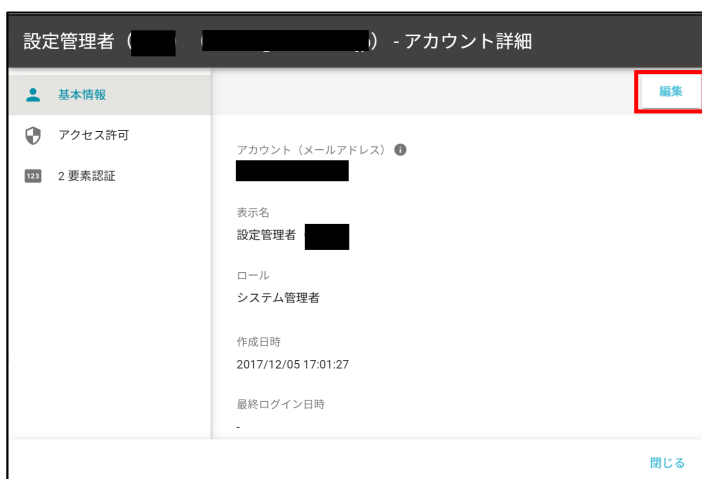 設定管理者（ （ ） - アカウント詳細
基本情報
編集
アクセス許可
123 2 要素認証
アカウント（メールアドレス）
表示名
設定管理者
ロール
システム管理者
作成日時
2017/12/05 17:01:27
最終ログイン日時
-
閉じる